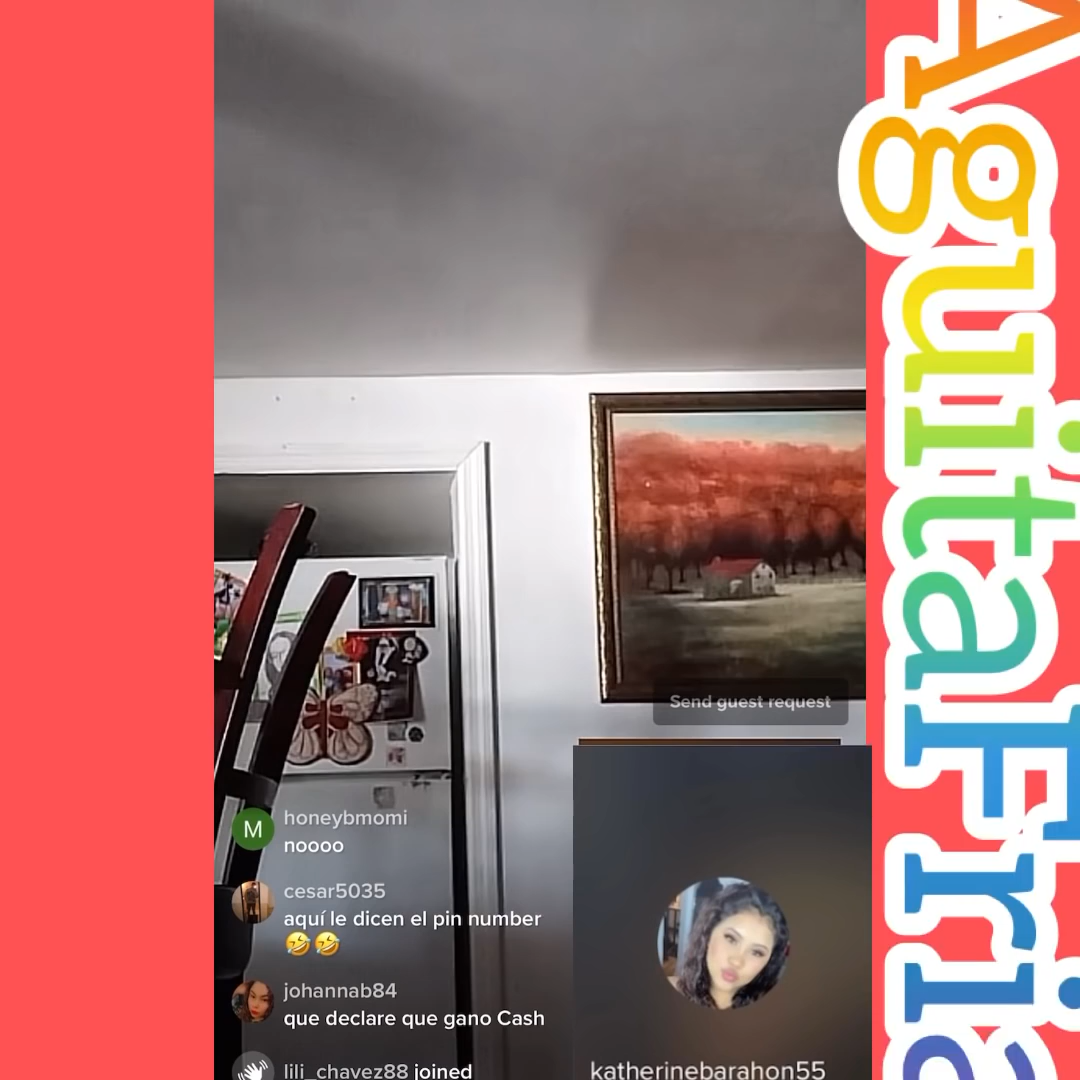 AguitaFria
Send guest request
M
honeybmomi
noooo
cesar5035
aquí le dicen el pin number
🤣🤣
johannab84
que declare que gano Cash
lili_chavez88 joined
katherinebarahon55